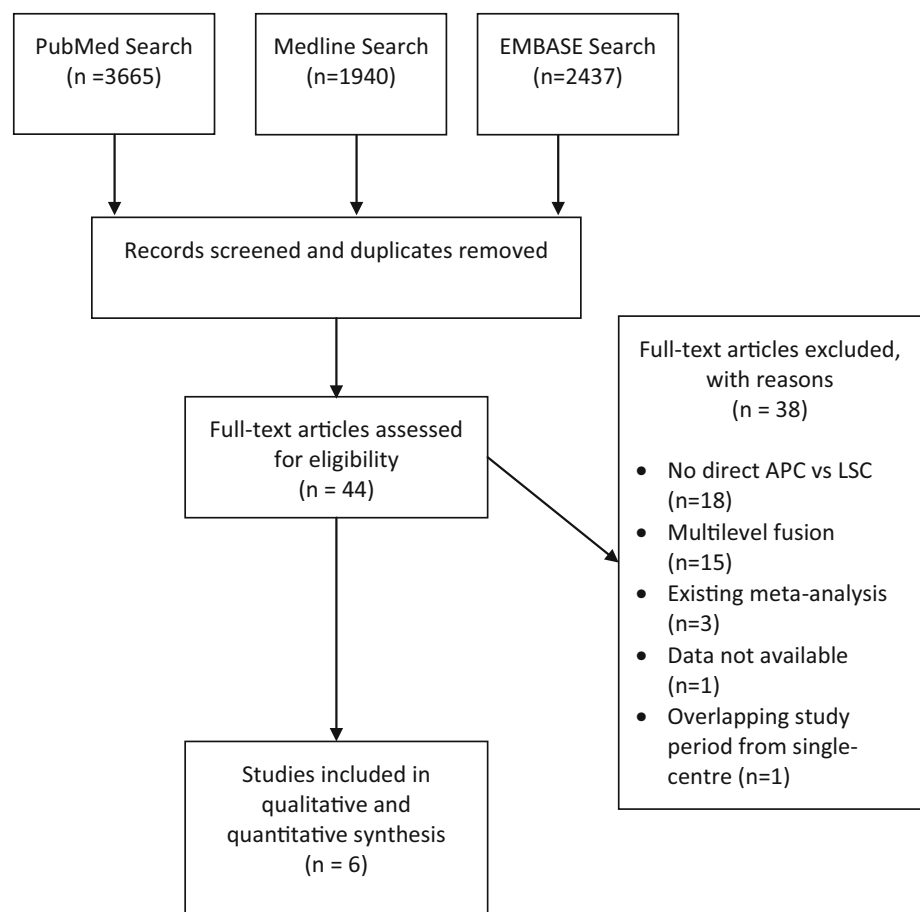 PubMed Search
(n =3665)
Medline Search
(n=1940)
EMBASE Search
(n=2437)
Records screened and duplicates removed
Full-text articles assessed
for eligibility
(n = 44)
Full-text articles excluded,
with reasons
(n = 38)
• No direct APC vs LSC
(n=18)
• Multilevel fusion
(n=15)
• Existing meta-analysis
(n=3)
• Data not available
(n=1)
• Overlapping study
period from single-
centre (n=1)
Studies included in
qualitative and
quantitative synthesis
(n = 6)